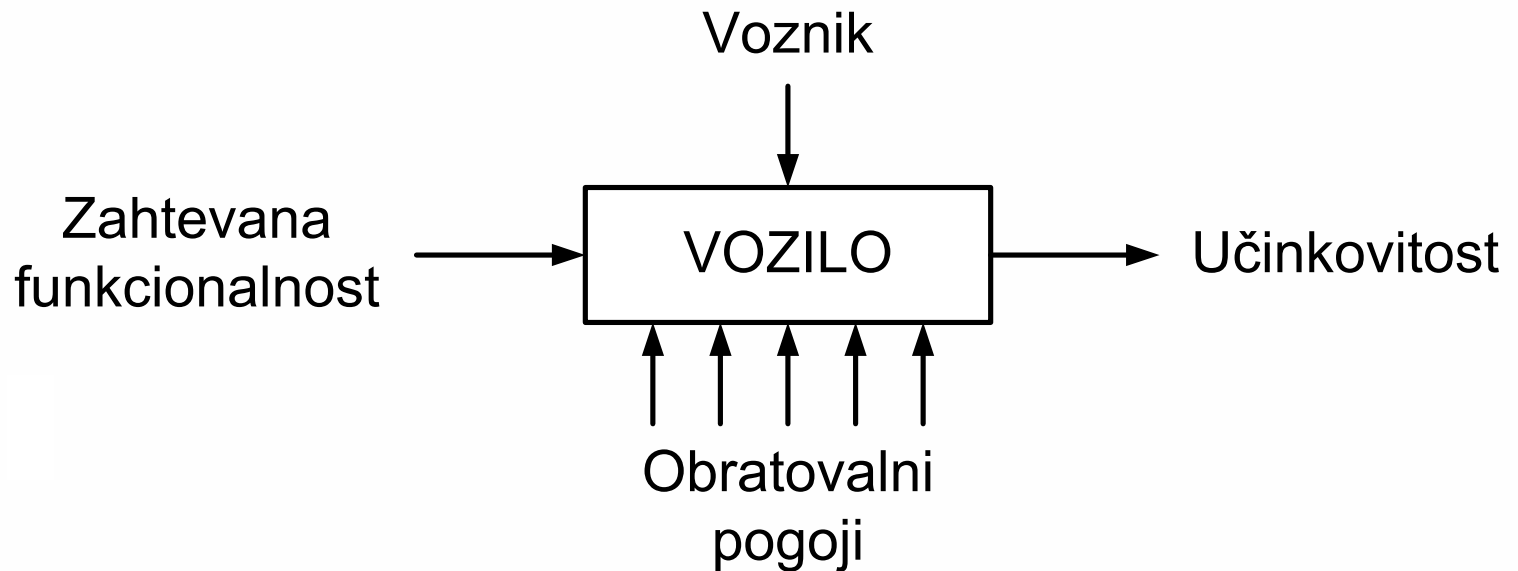 Voznik
Zahtevana
funkcionalnost
VOZILO
Učinkovitost
Obratovalni
pogoji